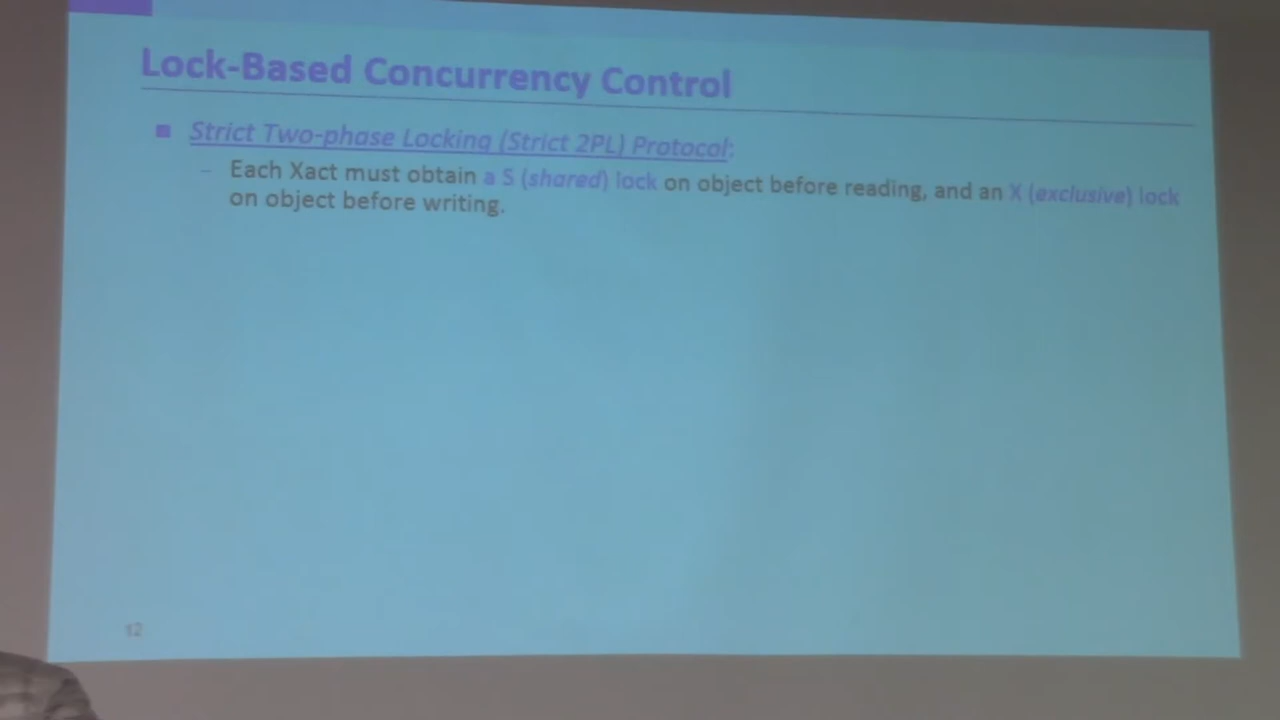 Lock-Based Concurrency Control
Strict Two-phase Locking (Strict 2PL) Protocol:
– Each Xact must obtain a S (shared) lock on object before reading, and an X (exclusive) lock
on object before writing.
12